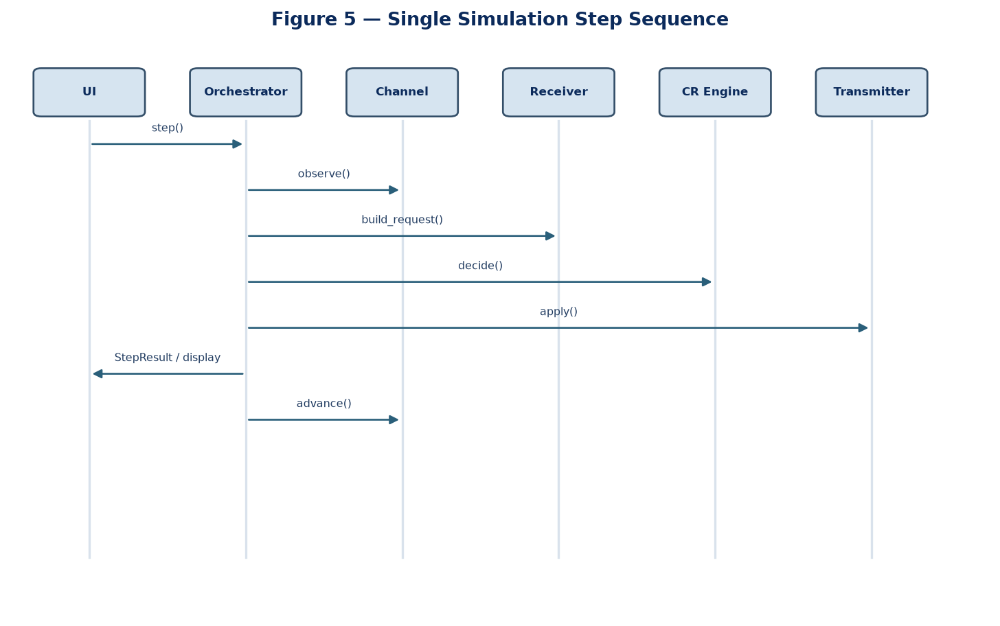 Figure 5 — Single Simulation Step Sequence
UI
Orchestrator
Channel
Receiver
CR Engine
Transmitter
step()
observe()
build_request()
decide()
apply()
StepResult / display
advance()